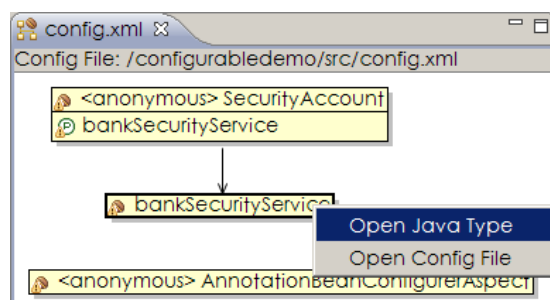 config.xml
Config File: /configurabledemo/src/config.xml
<anonymous> SecurityAccount
P bankSecurityService
bankSecurityService
Open Java Type
Open Config File
<anonymous> AnnotationBeanConfigurerAspect